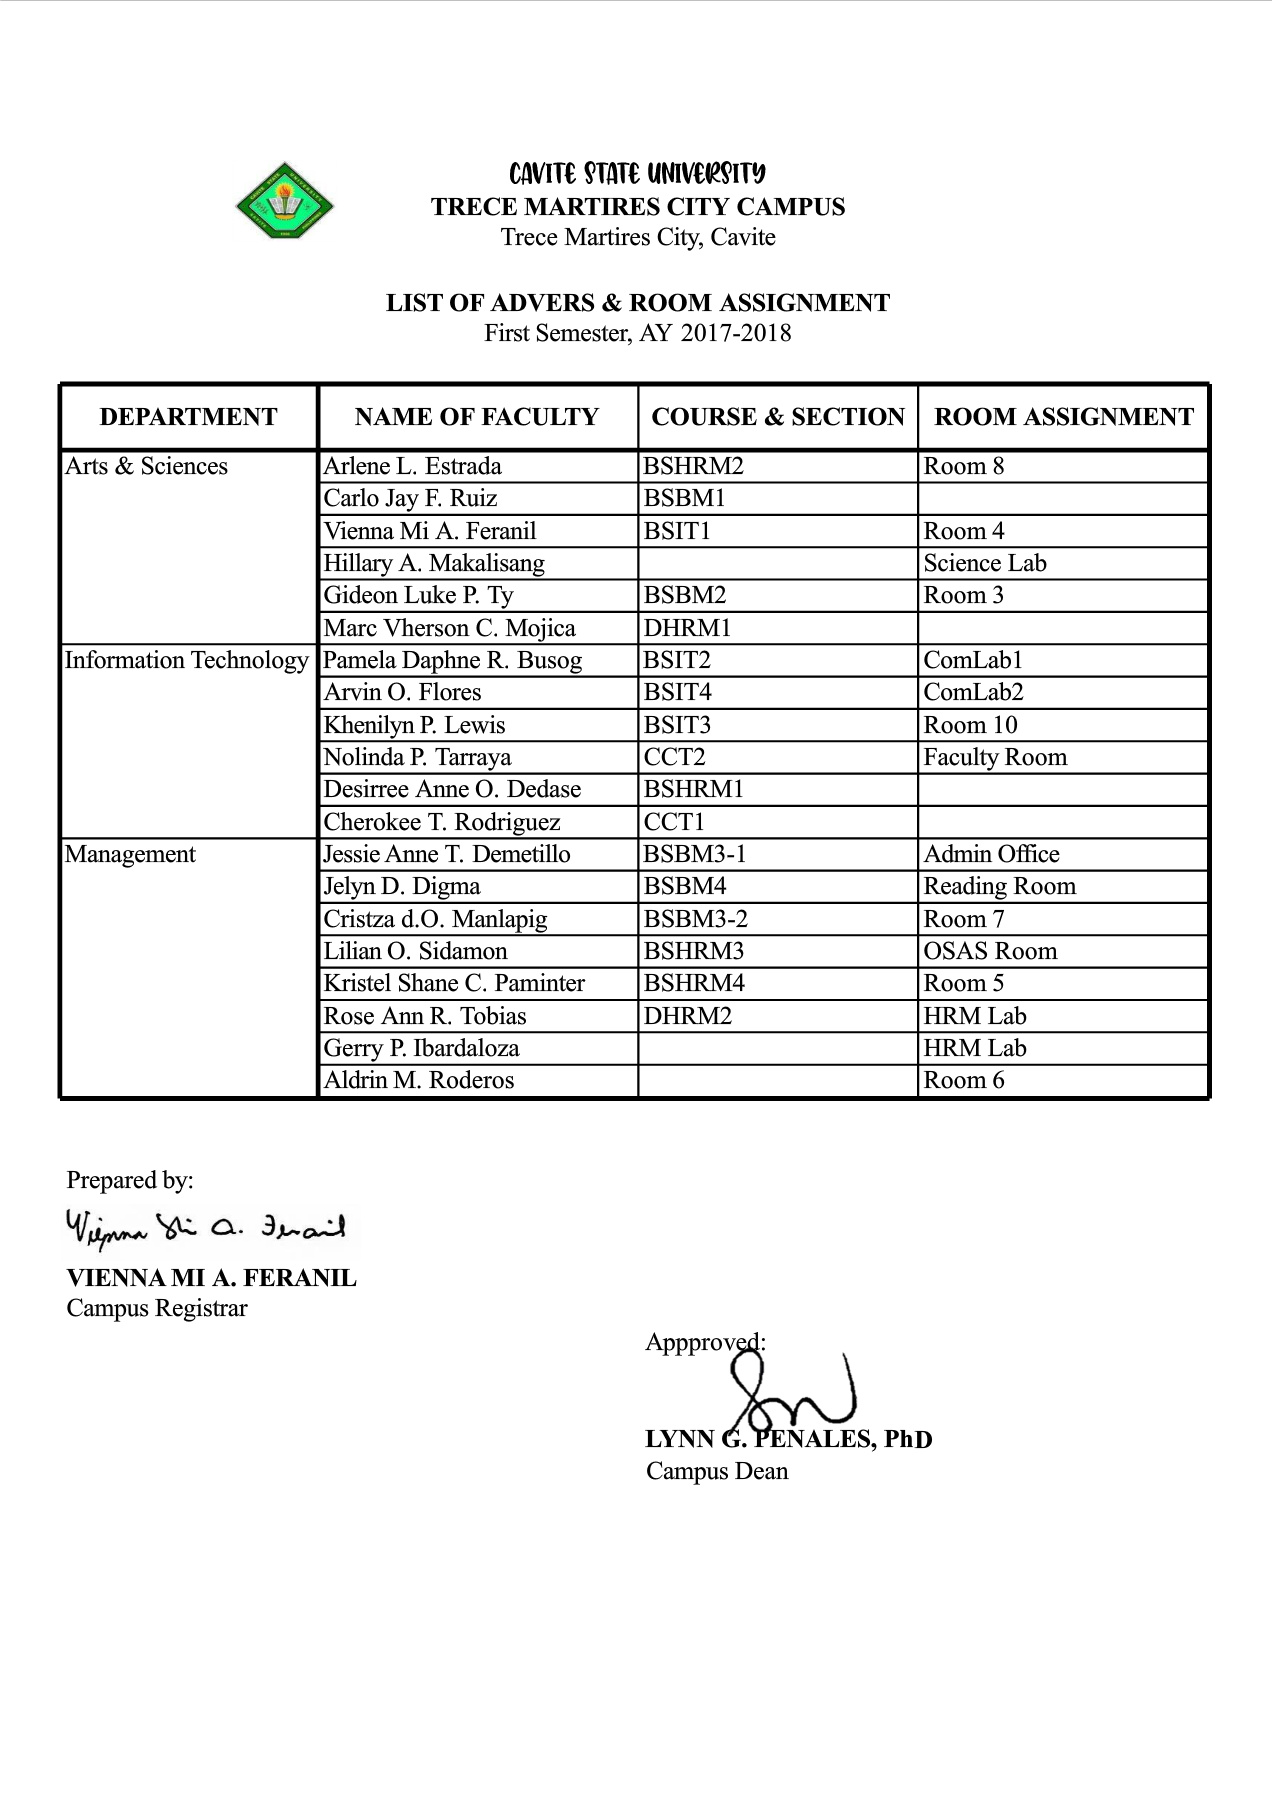 CAVITE STATE UNIVERSITY
TRECE MARTIRES CITY CAMPUS
Trece Martires City, Cavite
LIST OF ADVERS & ROOM ASSIGNMENT
First Semester, AY 2017-2018
DEPARTMENT NAME OF FACULTY COURSE & SECTION ROOM ASSIGNMENT
Arts & Sciences Arlene L. Estrada BSHRM2 Room 8
Carlo Jay F. Ruiz BSBM1
Vienna Mi A. Feranil BSIT1 Room 4
Hillary A. Makalisang Science Lab
Gideon Luke P. Ty BSBM2 Room 3
Marc Vherson C. Mojica DHRM1
Information Technology Pamela Daphne R. Busog BSIT2 ComLab1
Arvin O. Flores BSIT4 ComLab2
Khenilyn P. Lewis BSIT3 Room 10
Nolinda P. Tarraya CCT2 Faculty Room
Desirree Anne O. Dedase BSHRM1
Cherokee T. Rodriguez CCT1
Management Jessie Anne T. Demetillo BSBM3-1 Admin Office
Jelyn D. Digma BSBM4 Reading Room
Cristza d.O. Manlapig BSBM3-2 Room 7
Lilian O. Sidamon BSHRM3 OSAS Room
Kristel Shane C. Paminter BSHRM4 Room 5
Rose Ann R. Tobias DHRM2 HRM Lab
Gerry P. Ibardaloza HRM Lab
Aldrin M. Roderos Room 6
Prepared by:
Vienna Mi A. Feranil
VIENNA MI A. FERANIL
Campus Registrar
Appproved:
LYNN G. PENALES, PhD
Campus Dean